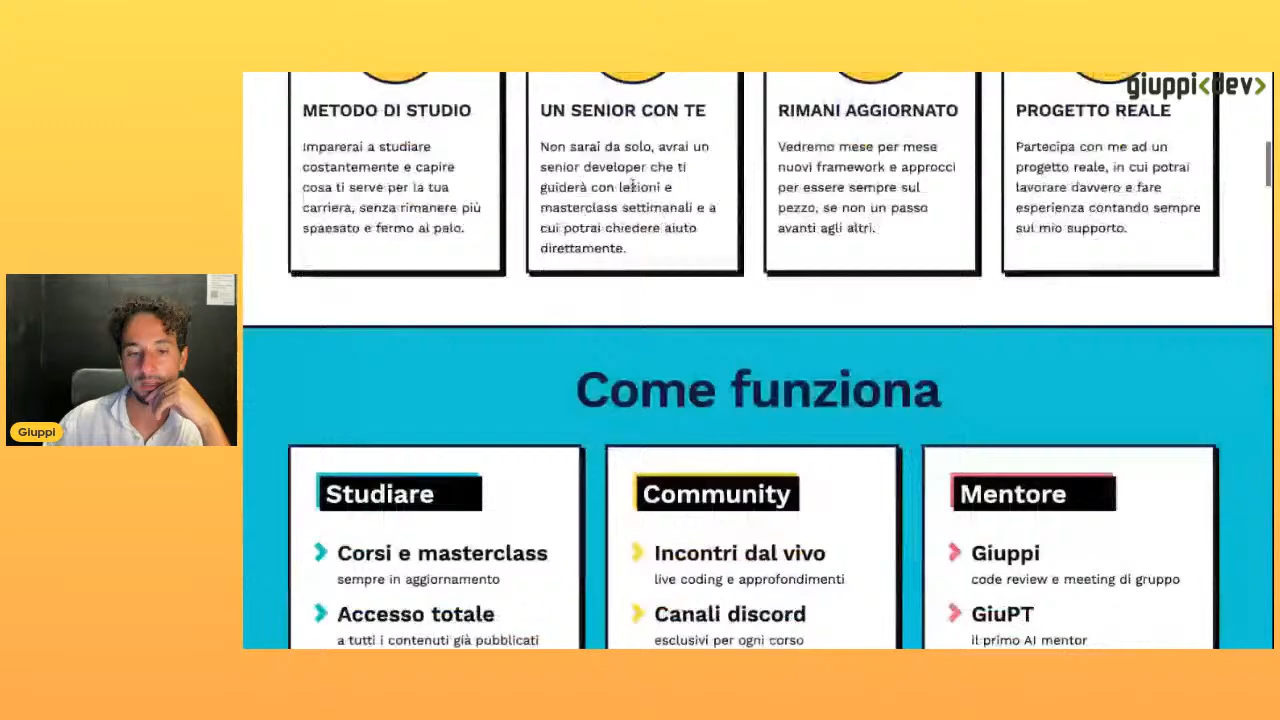 giuppi<dev>
METODO DI STUDIO
Imparerai a studiare
costantemente e capire
cosa ti serve per la tua
carriera, senza rimanere più
spaesato e fermo al palo.
UN SENIOR CON TE
Non sarai da solo, avrai un
senior developer che ti
guiderà con lezioni e
masterclass settimanali e a
cui potrai chiedere aiuto
direttamente.
RIMANI AGGIORNATO
Vedremo mese per mese
nuovi framework e approcci
per essere sempre sul
pezzo, se non un passo
avanti agli altri.
PROGETTO REALE
Partecipa con me ad un
progetto reale, in cui potrai
lavorare davvero e fare
esperienza contando sempre
sul mio supporto.
Giuppi
Come funziona
Studiare
Corsi e masterclass
sempre in aggiornamento
Accesso totale
a tutti i contenuti già pubblicati
Community
Incontri dal vivo
live coding e approfondimenti
Canali discord
esclusivi per ogni corso
Mentore
Giuppi
code review e meeting di gruppo
GiuPT
il primo AI mentor